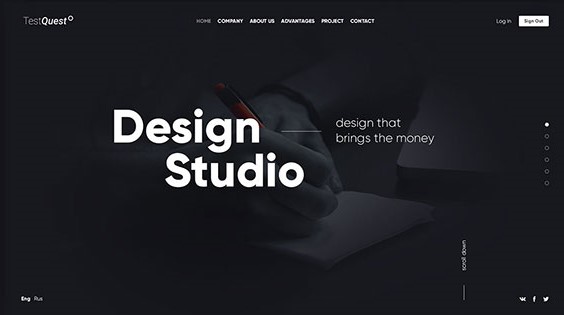 TestQuest
HOME COMPANY ABOUT US ADVANTAGES PROJECT CONTACT
Log in
Sign Out
Design
Studio
design that
brings the money
scroll down
Eng Rus